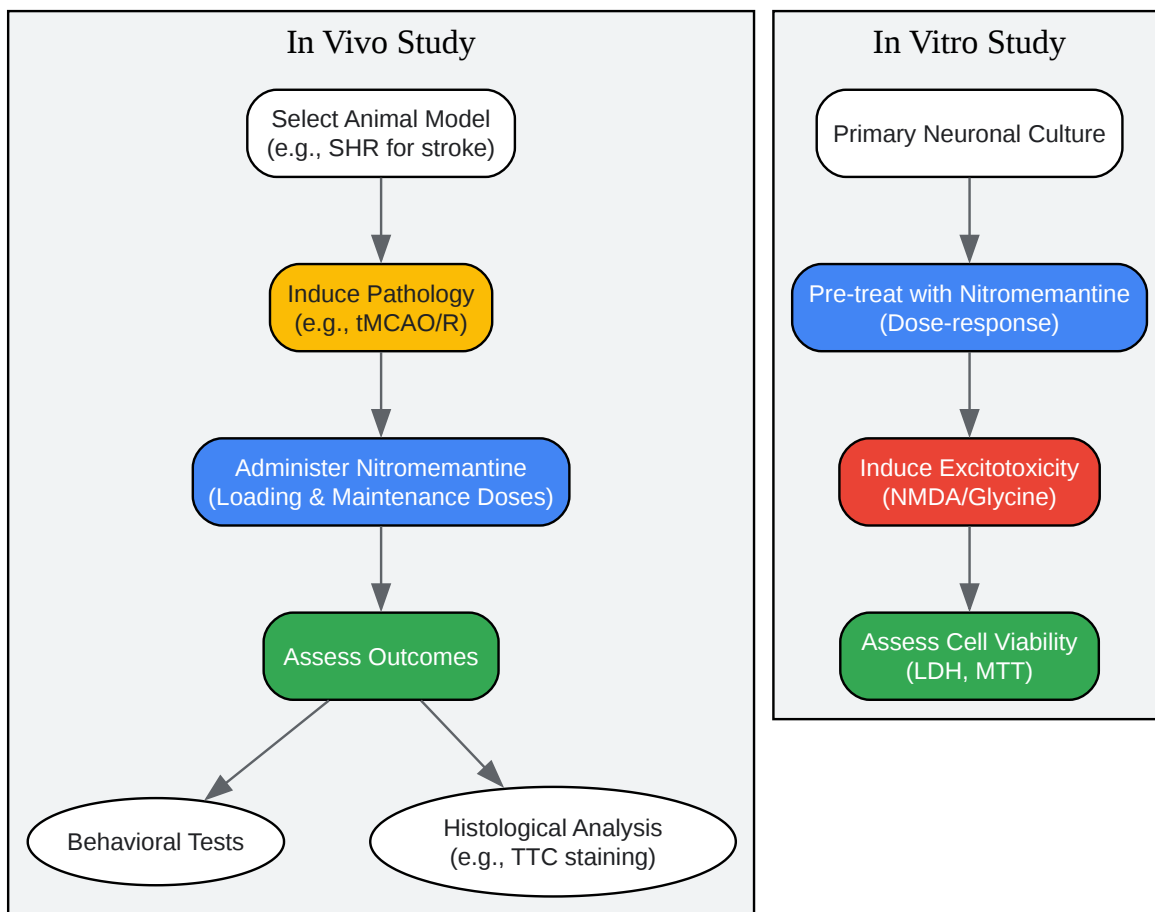 In Vivo Study
Select Animal Model
(e.g., SHR for stroke)
Induce Pathology
(e.g., tMCAO/R)
Administer Nitromemantine
(Loading & Maintenance Doses)
Assess Outcomes
Behavioral Tests
Histological Analysis
(e.g., TTC staining)
In Vitro Study
Primary Neuronal Culture
Pre-treat with Nitromemantine
(Dose-response)
Induce Excitotoxicity
(NMDA/Glycine)
Assess Cell Viability
(LDH, MTT)